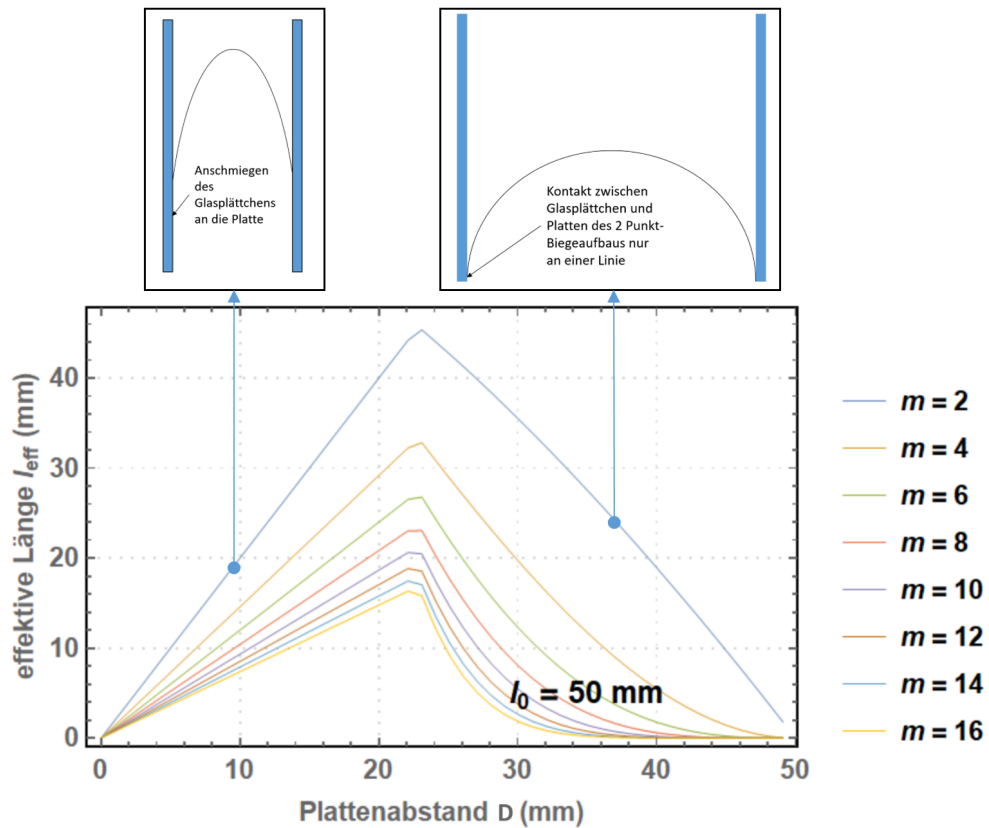 Anschmiegen
des
Glasplättchens
an die Platte
Kontakt zwischen
Glasplättchen und
Platten des 2 Punkt-
Biegeaufbaus nur
an einer Linie
effektive Länge leff (mm)
40
30
20
10
0
l0 = 50 mm
0 10 20 30 40 50
Plattenabstand D (mm)
m = 2
m = 4
m = 6
m = 8
m = 10
m = 12
m = 14
m = 16